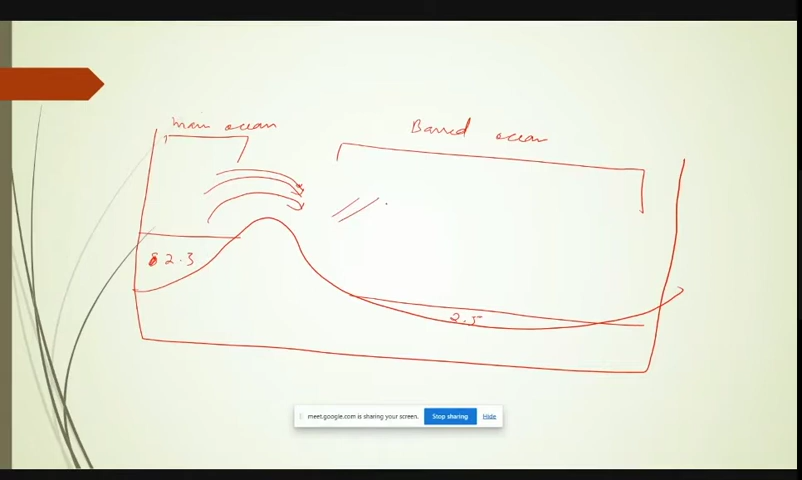 main ocean
Barred ocean
2.3
2.5
meet.google.com is sharing your screen.
Stop sharing
Hide